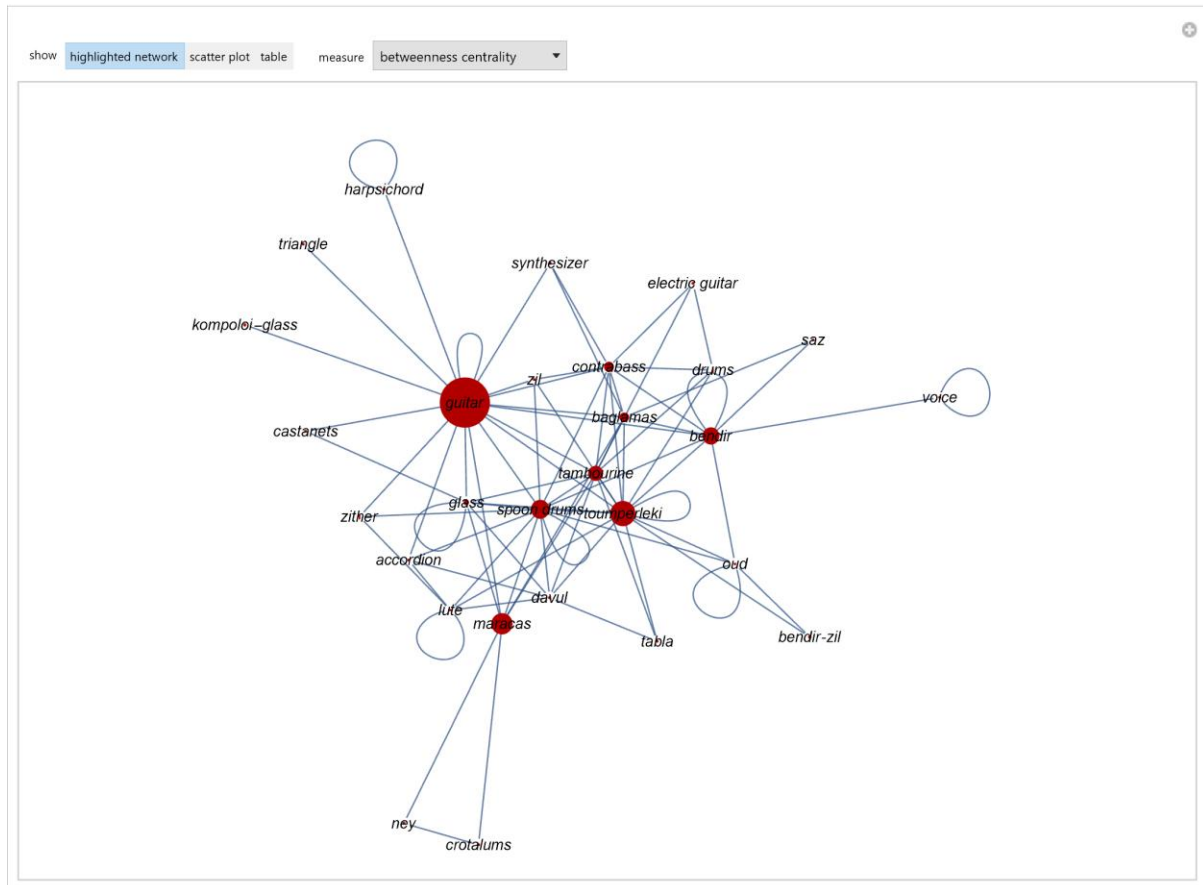 show highlighted network scatter plot table measure betweenness centrality
harpsichord
triangle
synthesizer
electric guitar
kompoloi-glass
saz
contrabass
drums
zil
voice
guitar
baglamas
castanets
bendir
tambourine
glass
spoon drums
toumperleki
zither
accordion
oud
davul
lute
maracas
tabla
bendir-zil
ney
crotalums